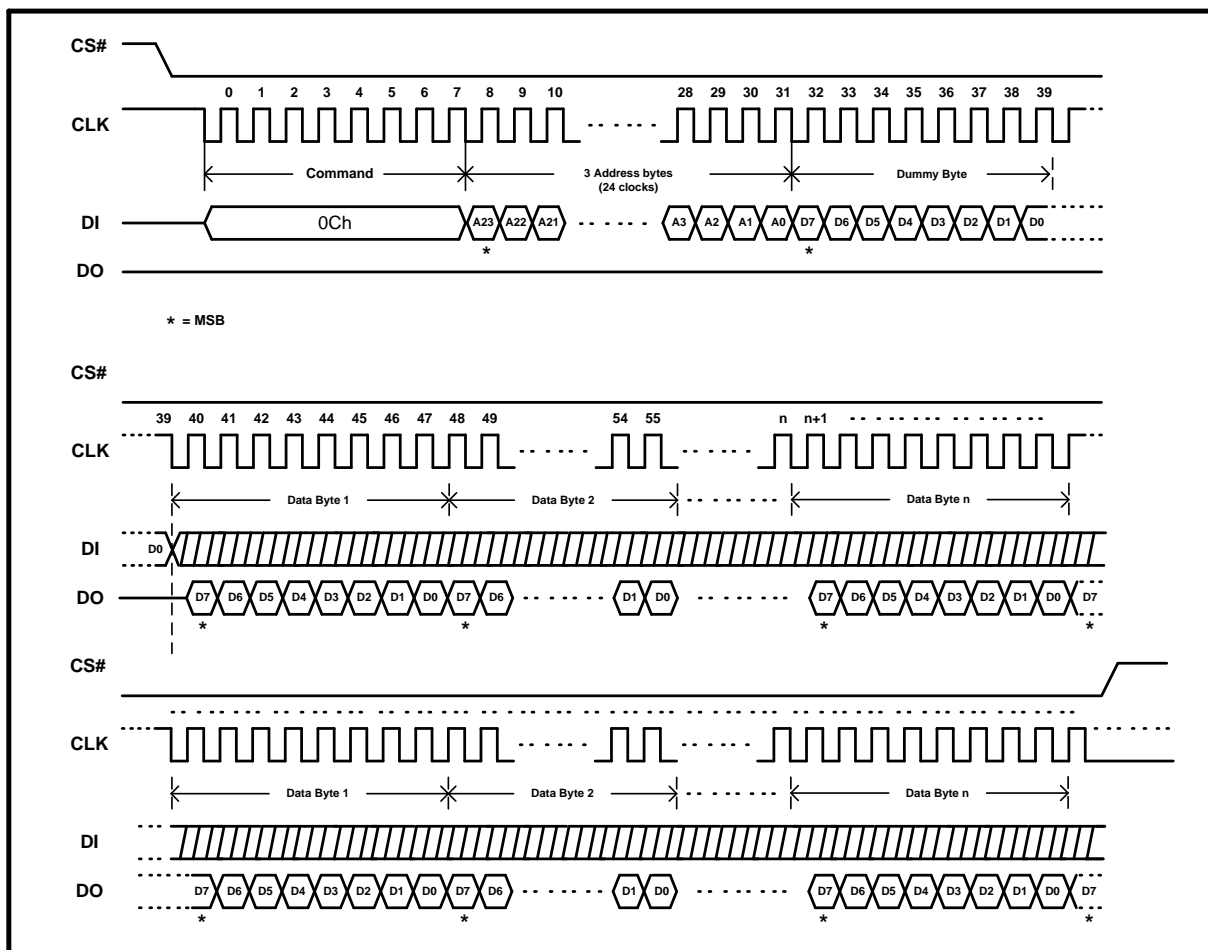 CS#
0 1 2 3 4 5 6 7 8 9 10 28 29 30 31 32 33 34 35 36 37 38 39
CLK
Command 3 Address bytes (24 clocks) Dummy Byte
DI 0Ch A23 A22 A21 A3 A2 A1 A0 D7 D6 D5 D4 D3 D2 D1 D0
* *
DO
* = MSB
CS#
39 40 41 42 43 44 45 46 47 48 49 54 55 n n+1
CLK
Data Byte 1 Data Byte 2 Data Byte n
DI D0
DO D7 D6 D5 D4 D3 D2 D1 D0 D7 D6 D1 D0 D7 D6 D5 D4 D3 D2 D1 D0 D7
* * * *
CS#
CLK
Data Byte 1 Data Byte 2 Data Byte n
DI
DO D7 D6 D5 D4 D3 D2 D1 D0 D7 D6 D1 D0 D7 D6 D5 D4 D3 D2 D1 D0 D7
* * * *